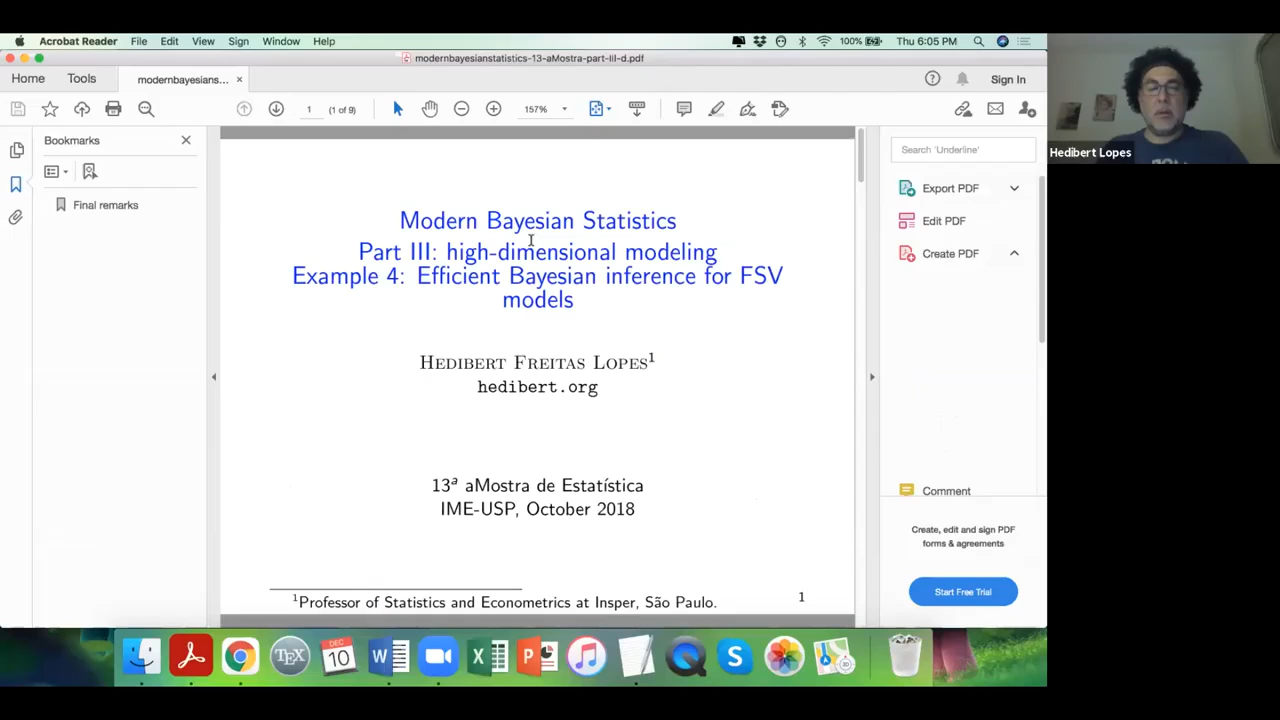 Acrobat Reader File Edit View Sign Window Help 100% Thu 6:05 PM
modernbayesianstatistics-13-aMostra-part-III-d.pdf
Home Tools modernbayesians... × Sign In
1 (1 of 9) 157%
Bookmarks
Final remarks
Modern Bayesian Statistics
Part III: high-dimensional modeling
Example 4: Efficient Bayesian inference for FSV
models
Hedibert Freitas Lopes1
hedibert.org
13ª aMostra de Estatística
IME-USP, October 2018
1Professor of Statistics and Econometrics at Insper, São Paulo.
1
Search 'Underline'
Export PDF
Edit PDF
Create PDF
Comment
Create, edit and sign PDF
forms & agreements
Start Free Trial
Hedibert Lopes
TEX
DEC
10
W
X
P
S